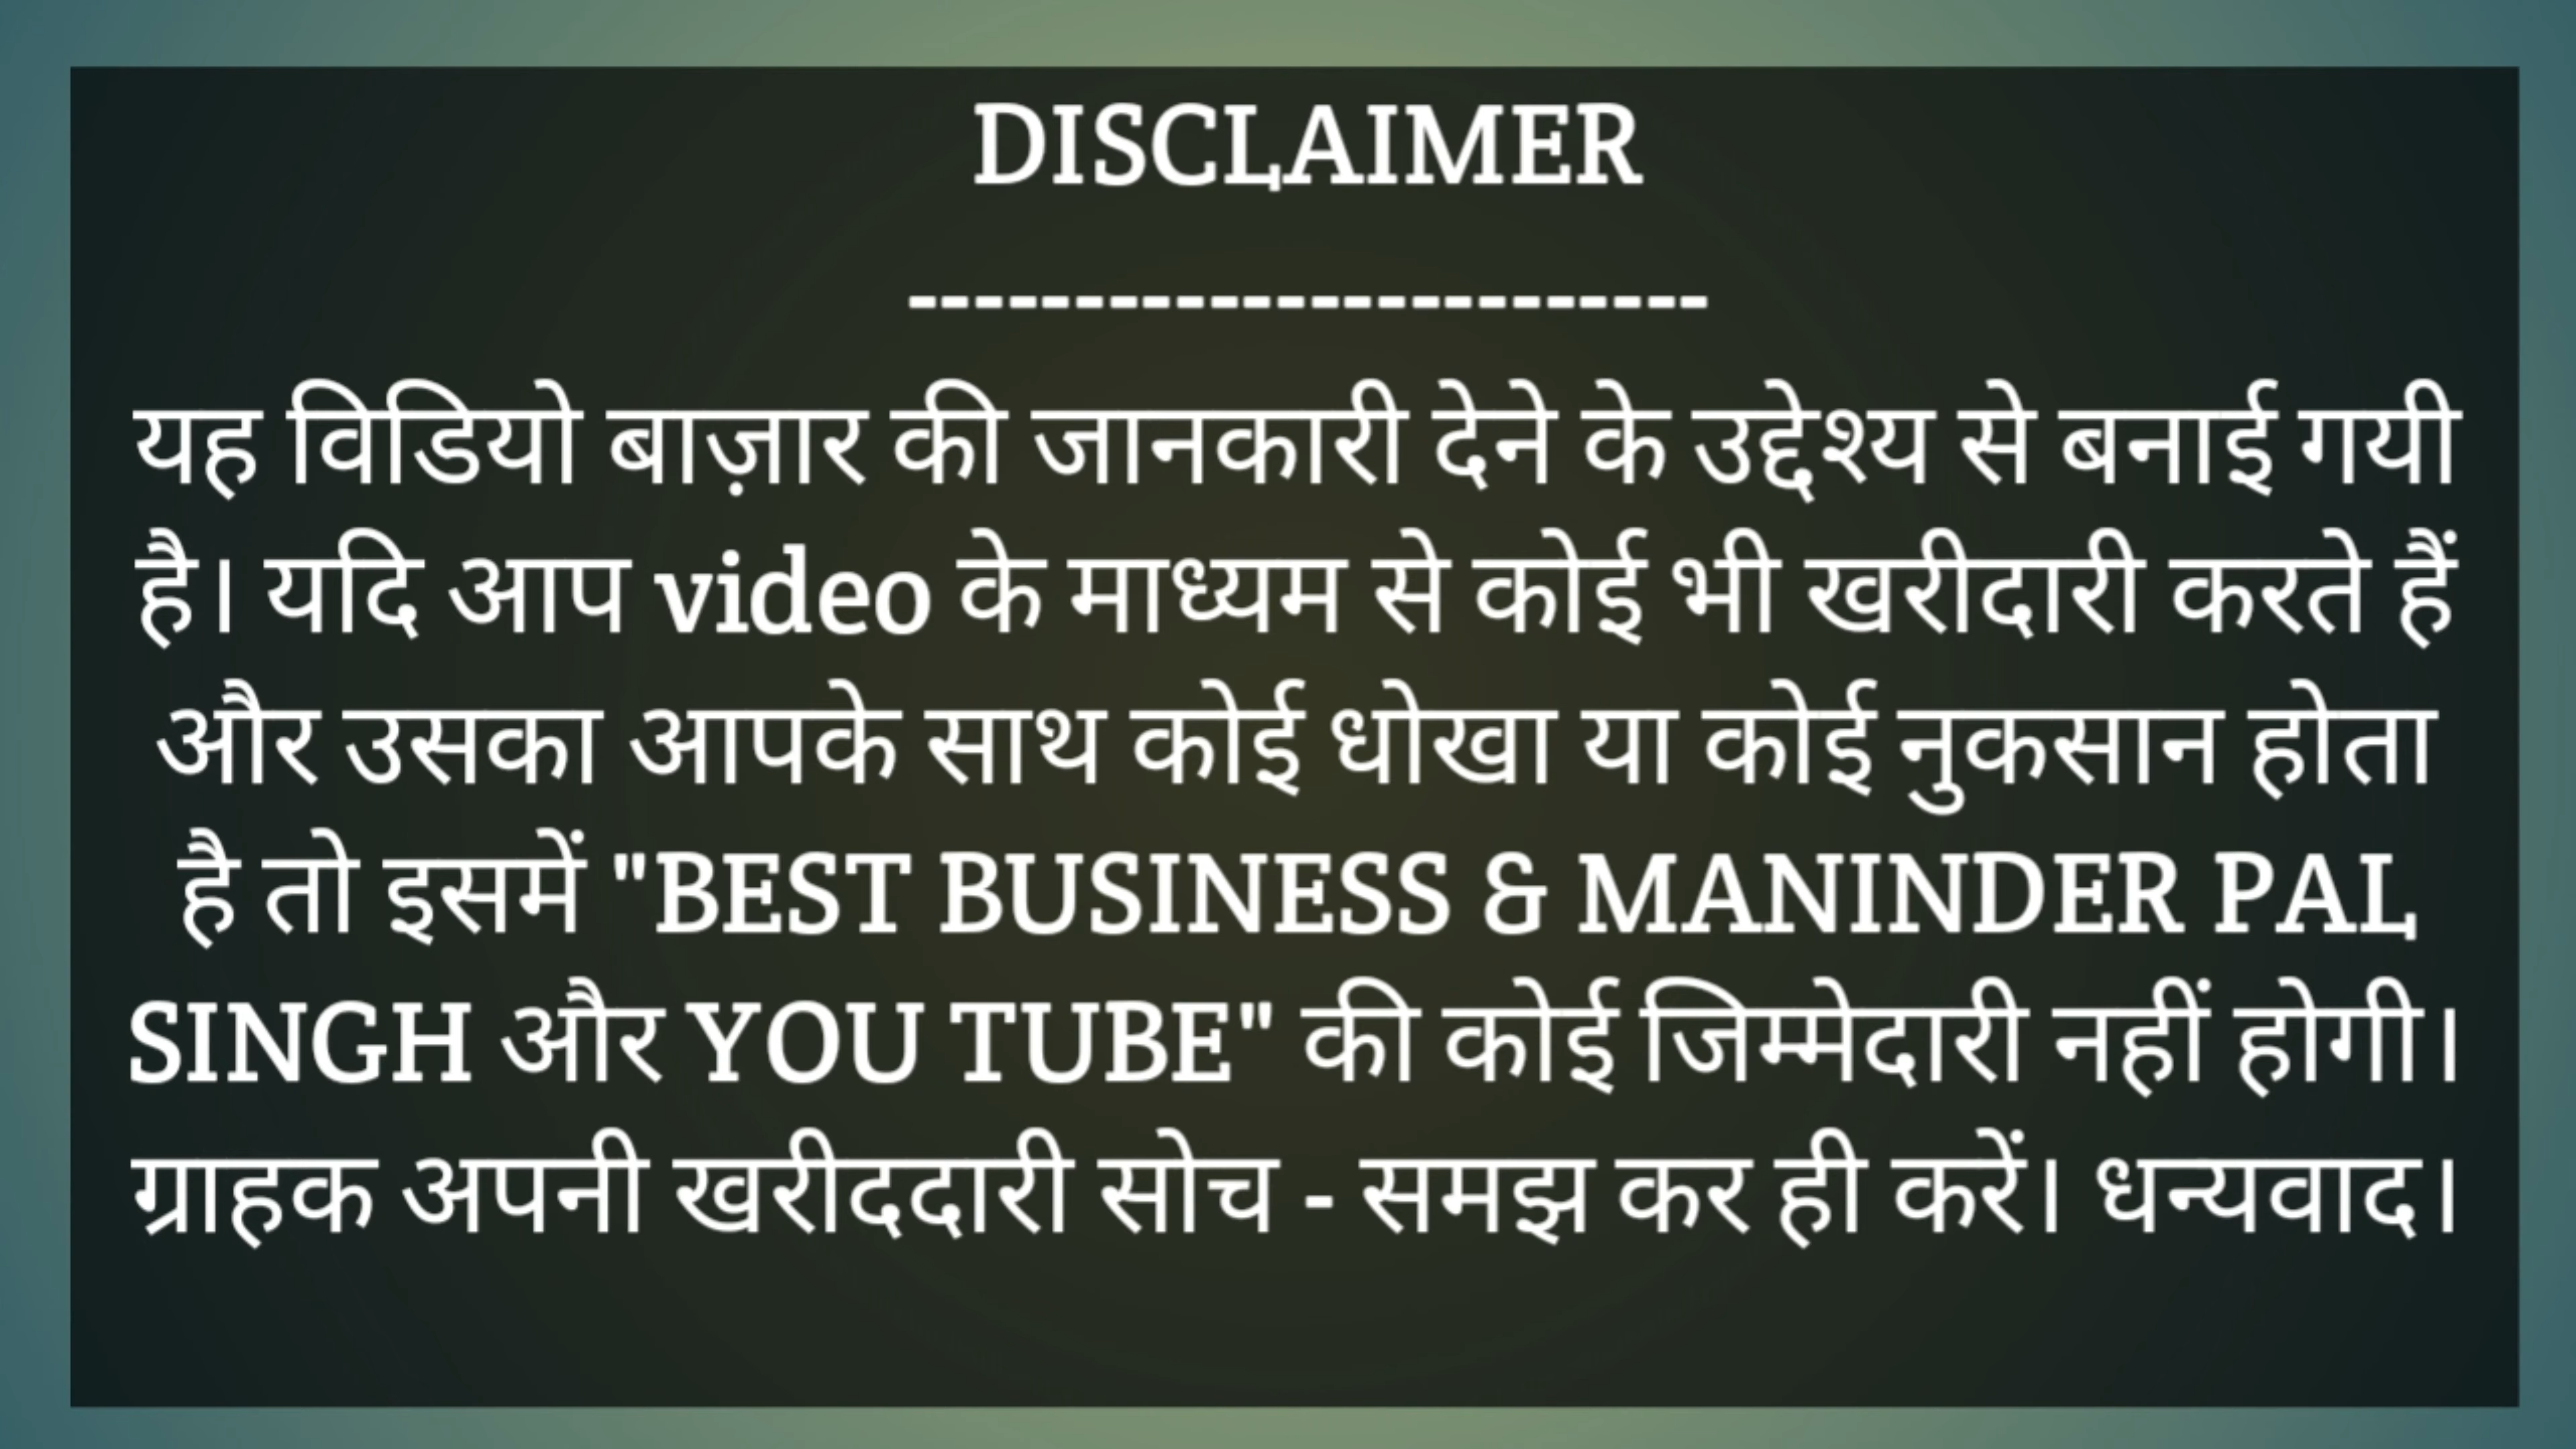 DISCLAIMER
-------------------------
यह विडियो बाज़ार की जानकारी देने के उद्देश्य से बनाई गयी
है। यदि आप video के माध्यम से कोई भी खरीदारी करते हैं
और उसका आपके साथ कोई धोखा या कोई नुकसान होता
है तो इसमें "BEST BUSINESS & MANINDER PAL
SINGH और YOU TUBE" की कोई जिम्मेदारी नहीं होगी।
ग्राहक अपनी खरीददारी सोच - समझ कर ही करें। धन्यवाद।